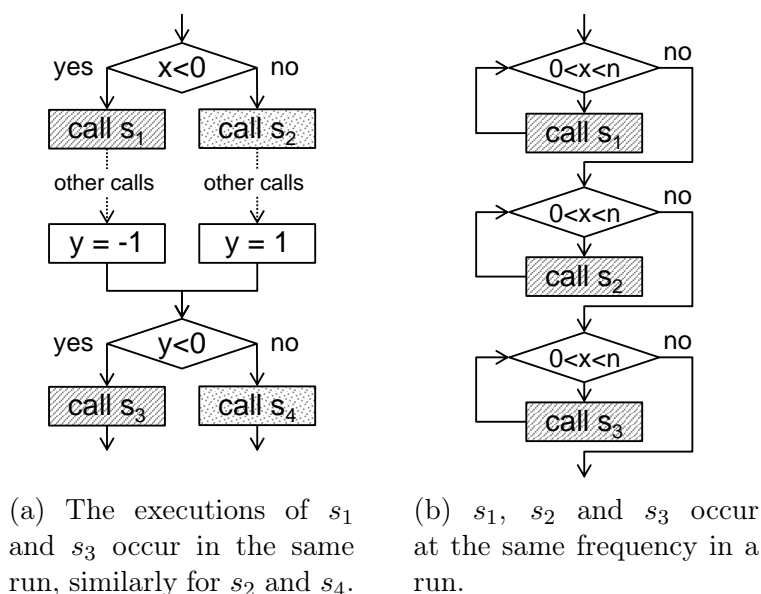 x<0
yes
no
call s₁
call s₂
other calls
other calls
y = -1
y = 1
y<0
yes
no
call s₃
call s₄
(a) The executions of s₁
and s₃ occur in the same
run, similarly for s₂ and s₄.
0<x<n
no
call s₁
0<x<n
no
call s₂
0<x<n
no
call s₃
(b) s₁, s₂ and s₃ occur
at the same frequency in a
run.